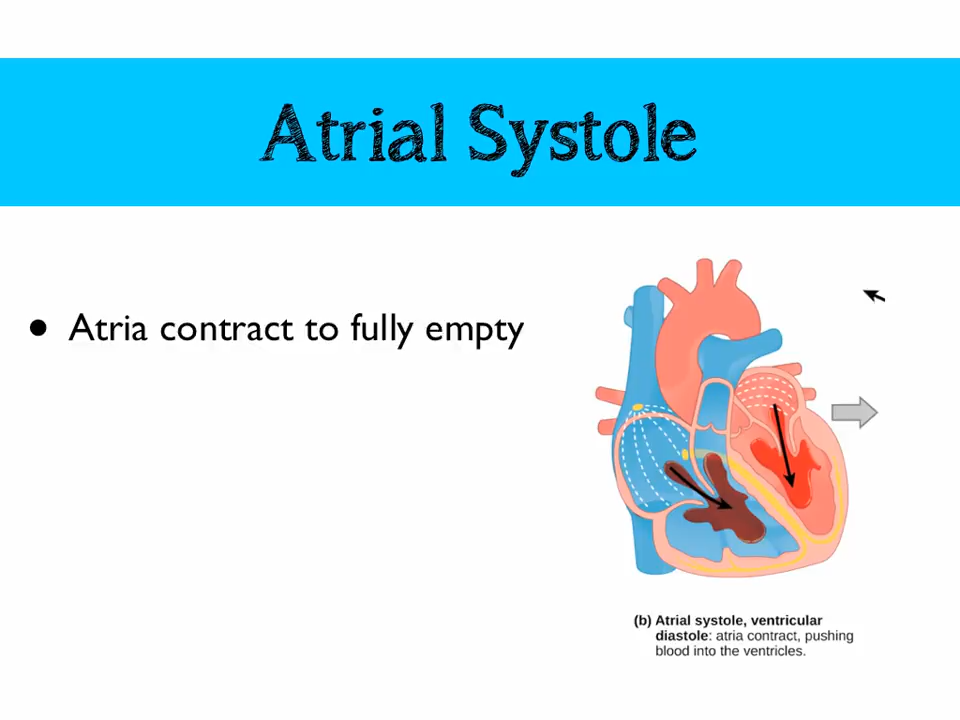 Atrial Systole
• Atria contract to fully empty
(b) Atrial systole, ventricular
diastole: atria contract, pushing
blood into the ventricles.